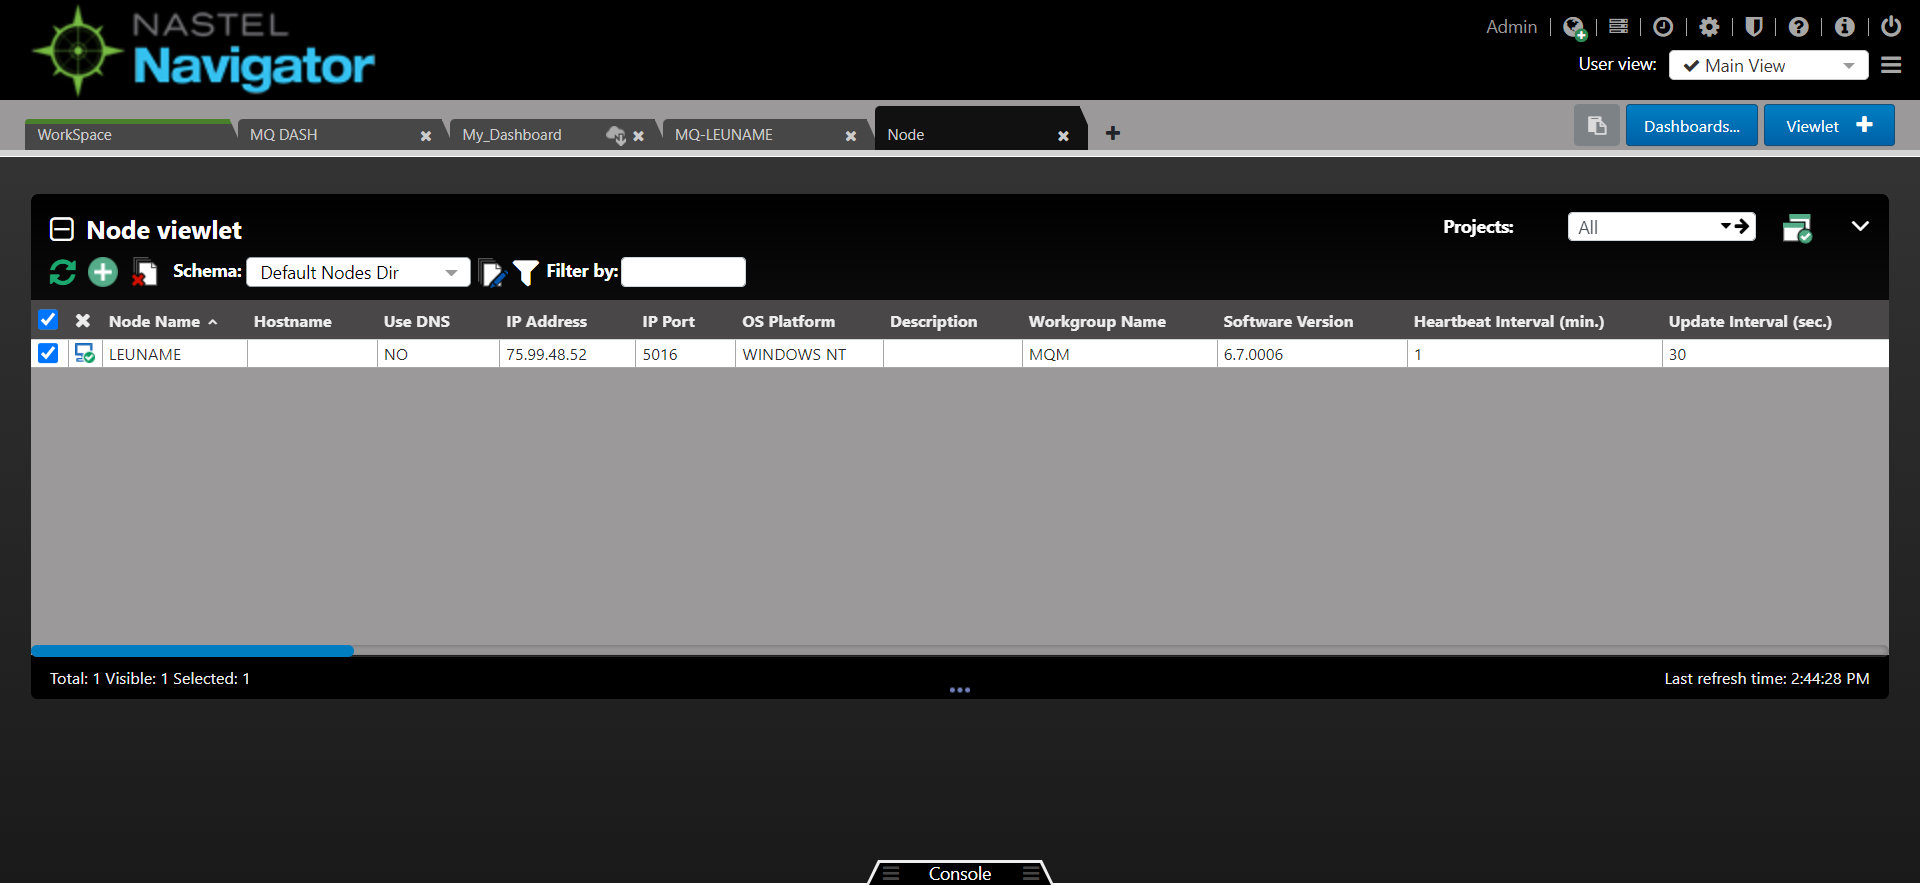 NASTEL
Navigator
Admin
User view: Main View
WorkSpace MQ DASH My_Dashboard MQ-LEUNAME Node
Dashboards... Viewlet
Node viewlet
Projects: All
Schema: Default Nodes Dir Filter by:
Node Name Hostname Use DNS IP Address IP Port OS Platform Description Workgroup Name Software Version Heartbeat Interval (min.) Update Interval (sec.)
LEUNAME NO 75.99.48.52 5016 WINDOWS NT MQM 6.7.0006 1 30
Total: 1 Visible: 1 Selected: 1
Last refresh time: 2:44:28 PM
Console